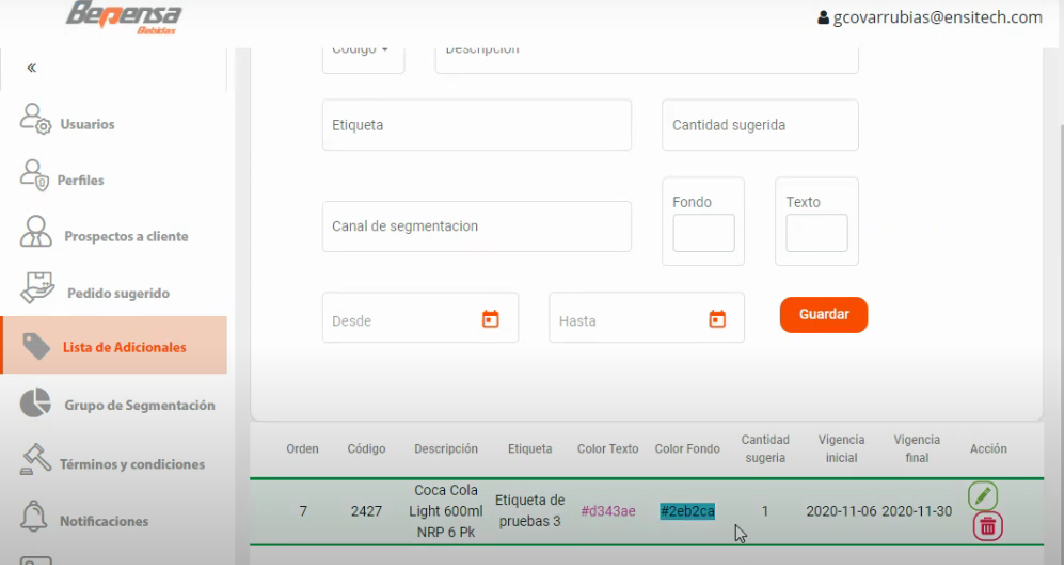 Bepensa
Bebidas
gcovarrubias@ensitech.com
«
Usuarios
Perfiles
Prospectos a cliente
Pedido sugerido
Lista de Adicionales
Grupo de Segmentación
Términos y condiciones
Notificaciones
Código
Descripción
Etiqueta
Cantidad sugerida
Canal de segmentacion
Fondo
Texto
Desde
Hasta
Guardar
Orden Código Descripción Etiqueta Color Texto Color Fondo Cantidad sugeria Vigencia inicial Vigencia final Acción
7 2427 Coca Cola Light 600ml NRP 6 Pk Etiqueta de pruebas 3 #d343ae #2eb2ca 1 2020-11-06 2020-11-30